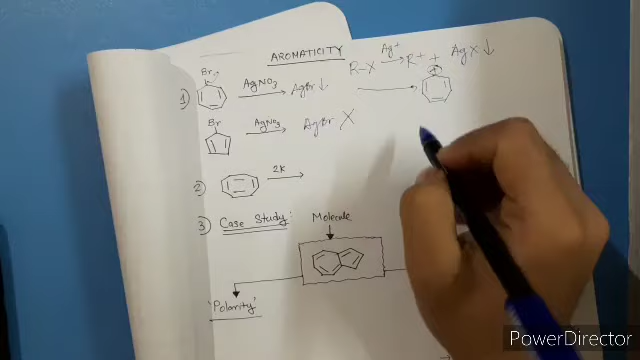 AROMATICITY
R-X Ag+ → R+ + AgX↓
1) Br AgNO3 → AgBr↓ → +
Br AgNO3 → AgBr X
2) 2K →
3) Case Study: Molecule
'Polarity'
PowerDirector